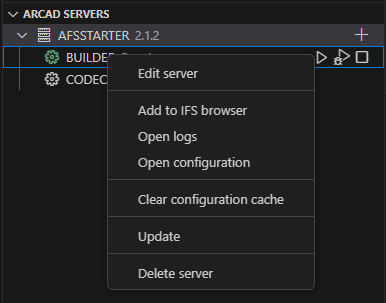 ARCAD SERVERS
AFSSTARTER 2.1.2
BUILDER
CODEC
Edit server
Add to IFS browser
Open logs
Open configuration
Clear configuration cache
Update
Delete server